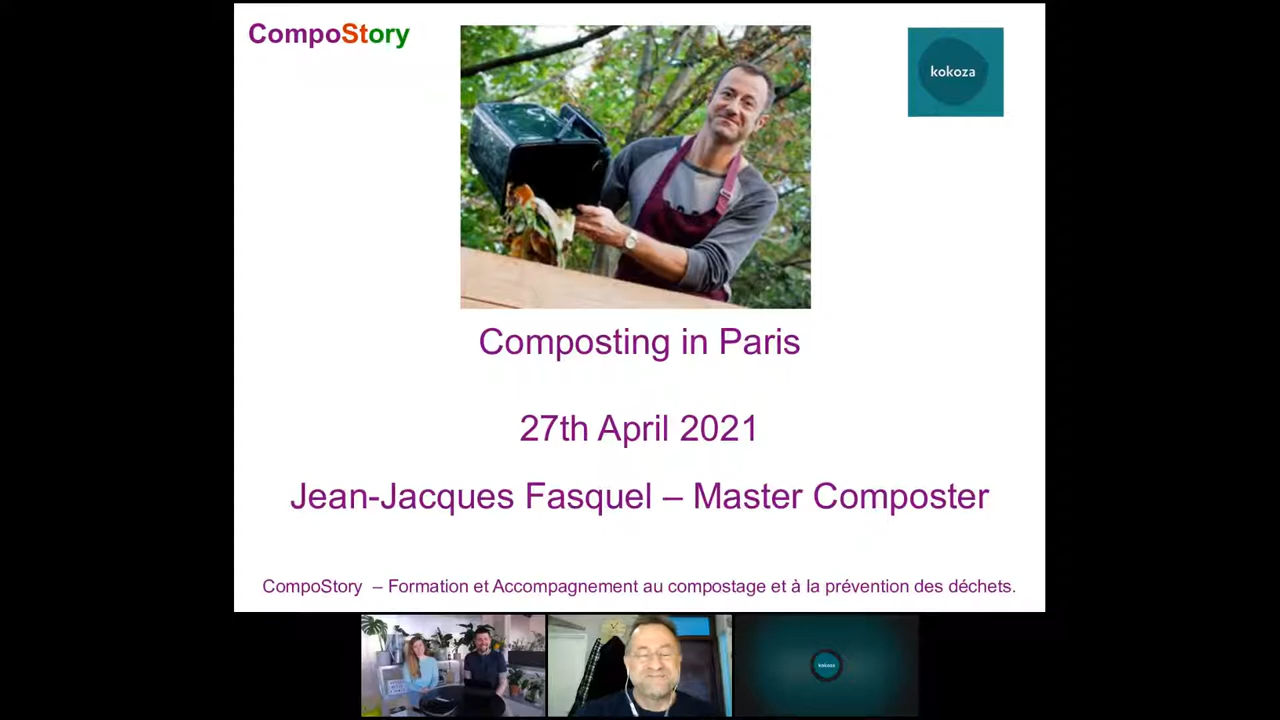 CompoStory
kokoza
Composting in Paris
27th April 2021
Jean-Jacques Fasquel – Master Composter
CompoStory – Formation et Accompagnement au compostage et à la prévention des déchets.
kokoza